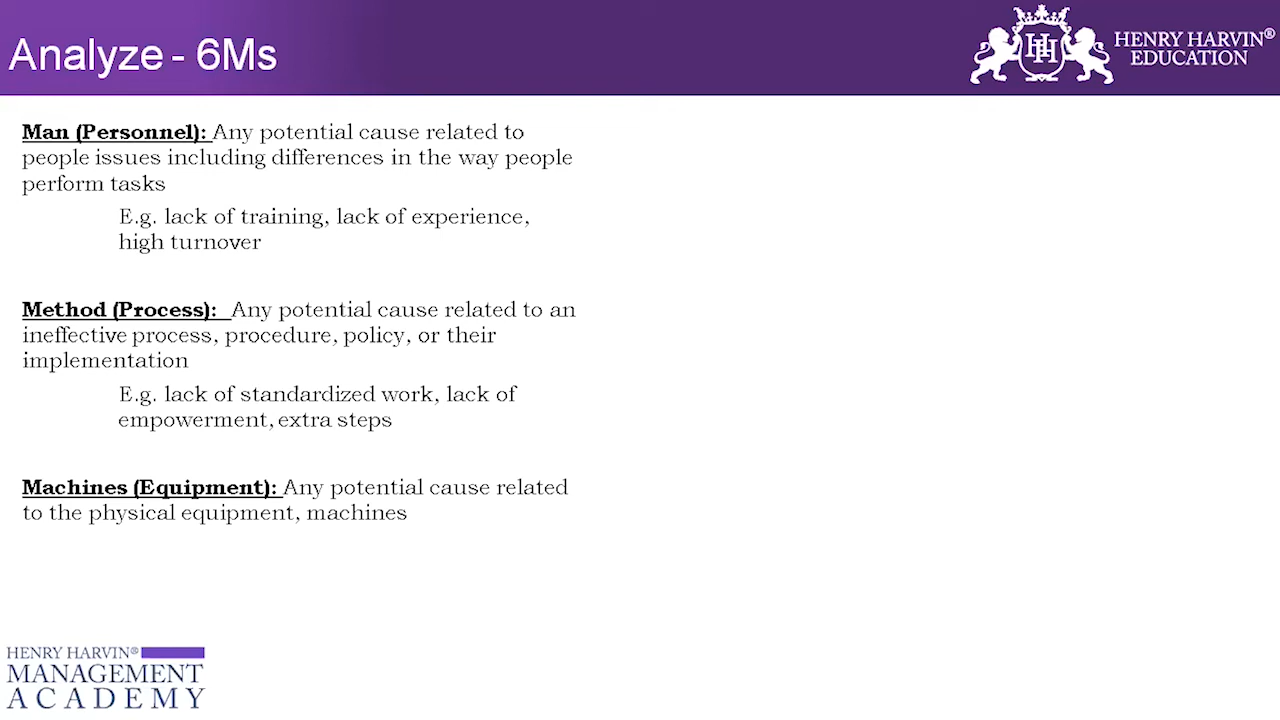 Analyze - 6Ms
HENRY HARVIN®
EDUCATION
Man (Personnel): Any potential cause related to
people issues including differences in the way people
perform tasks
E.g. lack of training, lack of experience,
high turnover
Method (Process): Any potential cause related to an
ineffective process, procedure, policy, or their
implementation
E.g. lack of standardized work, lack of
empowerment, extra steps
Machines (Equipment): Any potential cause related
to the physical equipment, machines
HENRY HARVIN®
MANAGEMENT
ACADEMY